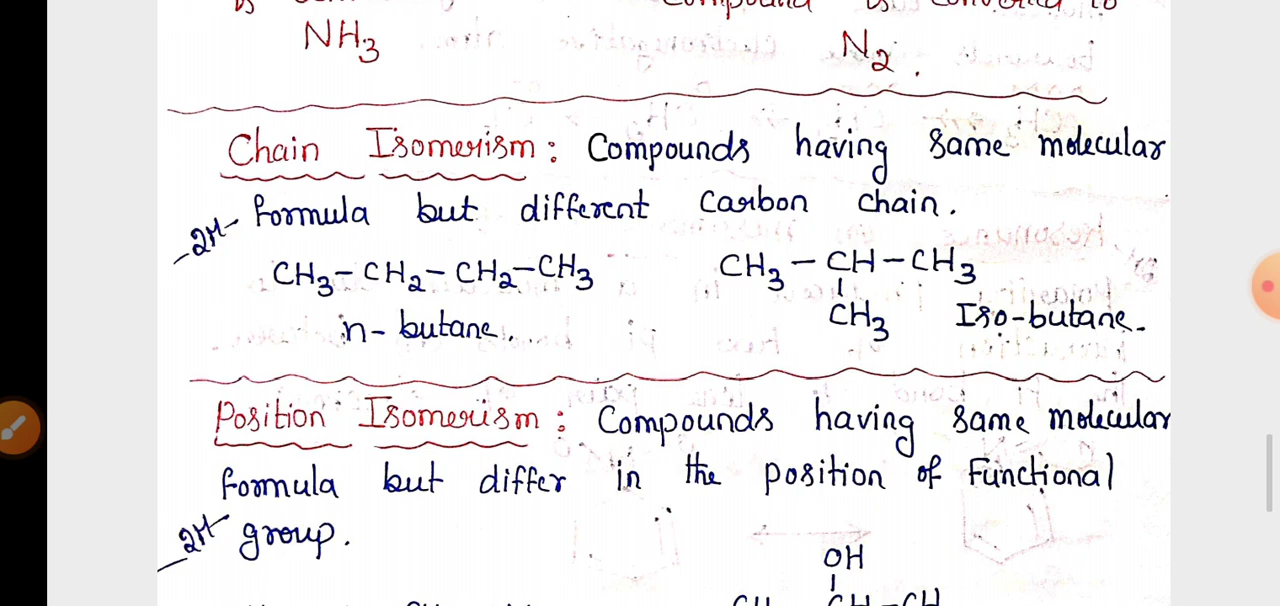 NH3 N2.
Chain Isomerism: Compounds having same molecular
formula but different carbon chain.
-2M-
CH3-CH2-CH2-CH3 CH3-CH-CH3
CH3
n-butane. Iso-butane.
Position Isomerism: Compounds having same molecular
formula but differ in the position of Functional
-2M- group.
OH